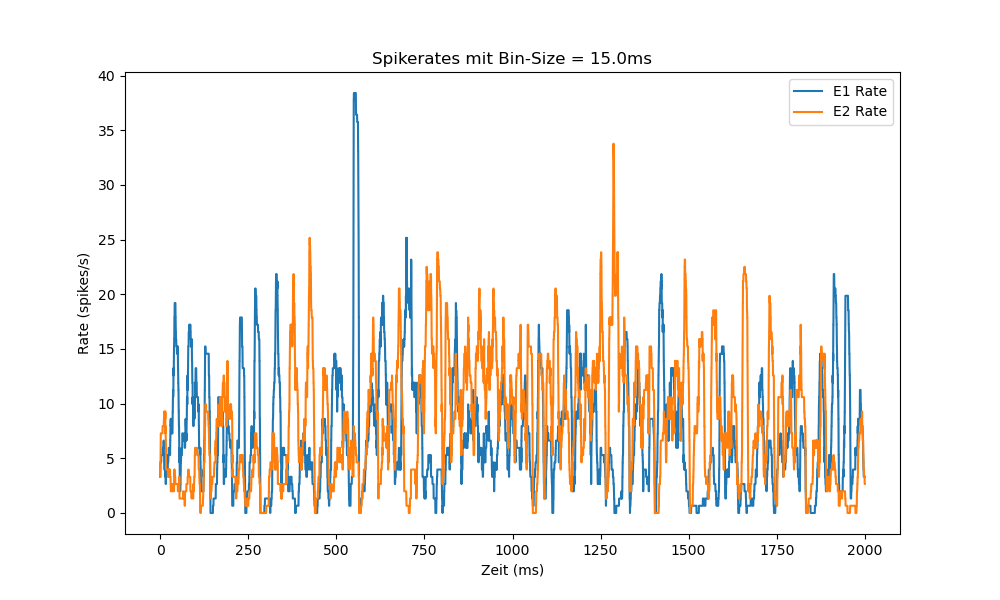 Spikerates mit Bin-Size = 15.0ms
E1 Rate
E2 Rate
Rate (spikes/s)
40
35
30
25
20
15
10
5
0
0 250 500 750 1000 1250 1500 1750 2000
Zeit (ms)